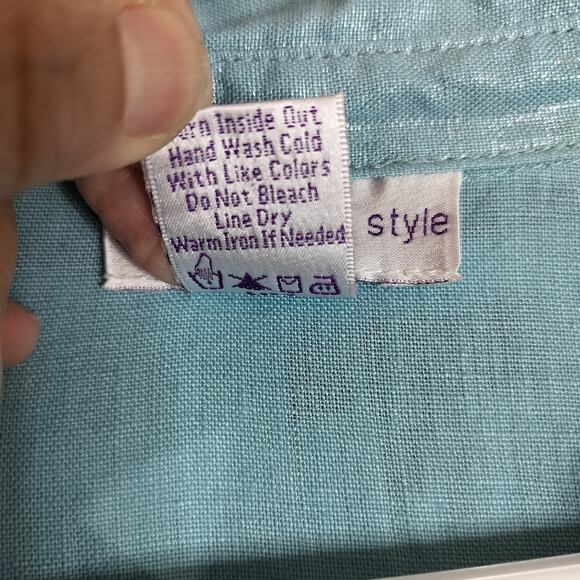 Inside Out
Hand Wash Cold
With Like Colors
Do Not Bleach
Line Dry
Warm Iron If Needed
style